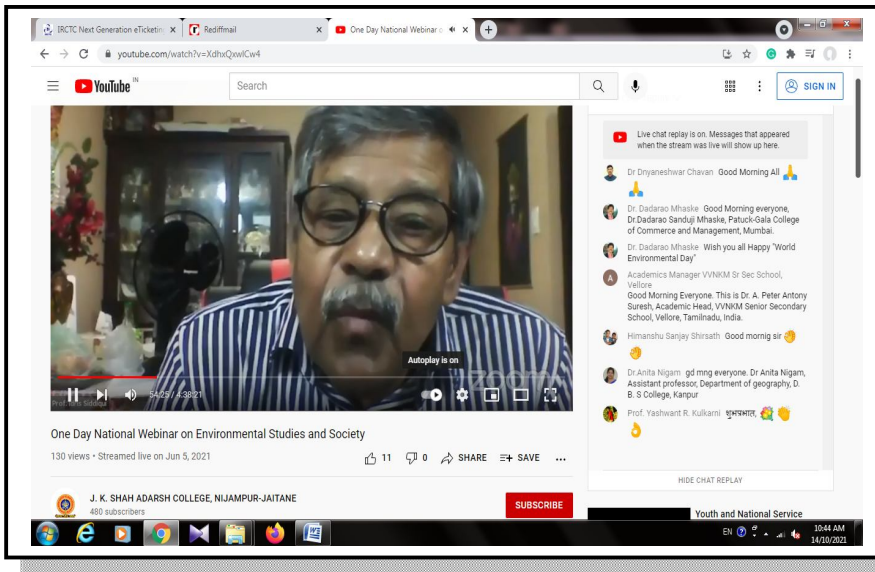 IRCTC Next Generation eTicketin
Rediffmail
One Day National Webinar o
youtube.com/watch?v=XdhxQxwlCw4
YouTube IN
Search
SIGN IN
Live chat replay is on. Messages that appeared
when the stream was live will show up here.
Dr Dnyaneshwar Chavan Good Morning All 🙏
🙏
Dr. Dadarao Mhaske Good Morning everyone,
Dr.Dadarao Sanduji Mhaske, Patuck-Gala College
of Commerce and Management, Mumbai.
Dr. Dadarao Mhaske Wish you all Happy "World
Environmental Day"
A
Academics Manager VVNKM Sr Sec School,
Vellore
Good Morning Everyone. This is Dr. A. Peter Antony
Suresh, Academic Head, VVNKM Senior Secondary
School, Vellore, Tamilnadu, India.
Himanshu Sanjay Shirsath Good mornig sir 👏
👏
Dr.Anita Nigam gd mng everyone. Dr Anita Nigam,
Assistant professor, Department of geography, D.
B. S College, Kanpur
Prof. Yashwant R. Kulkarni शुभप्रभात, 💐 👏
👌
HIDE CHAT REPLAY
Autoplay is on
zoom
54:25 / 4:38:21
One Day National Webinar on Environmental Studies and Society
130 views • Streamed live on Jun 5, 2021
11 0 SHARE SAVE ...
J. K. SHAH ADARSH COLLEGE, NIJAMPUR-JAITANE
480 subscribers
SUBSCRIBE
Youth and National Service
EN
10:44 AM
14/10/2021